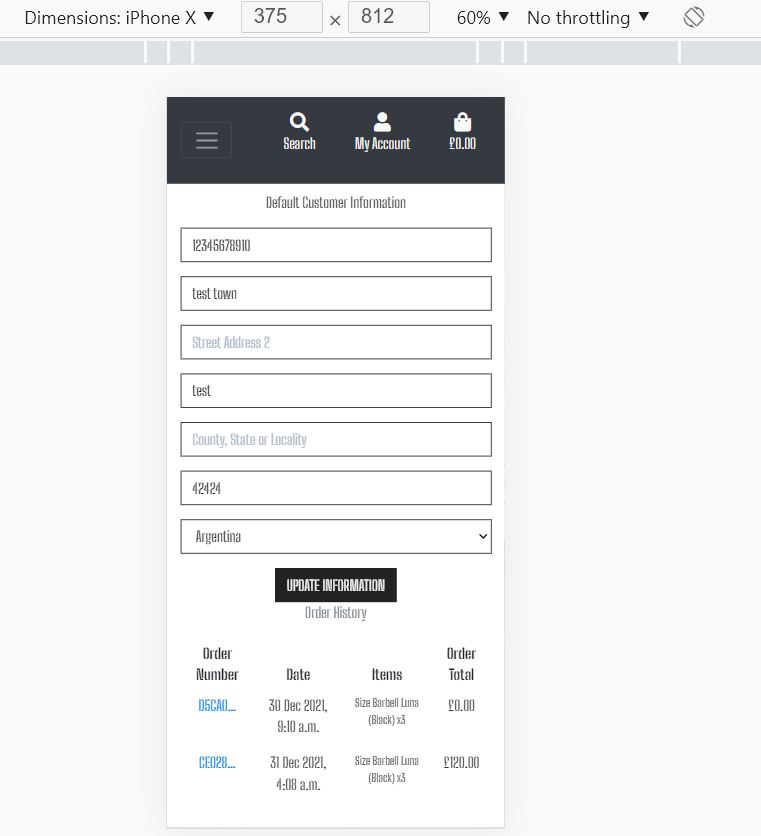 Dimensions: iPhone X ▼ 375 × 812 60% ▼ No throttling ▼
Search My Account £0.00
Default Customer Information
12345678910
test town
Street Address 2
test
County, State or Locality
42424
Argentina
UPDATE INFORMATION
Order History
Order Number Date Items Order Total
D5CA0... 30 Dec 2021, 9:10 a.m. Size Barbell Luna (Black) x3 £0.00
CE028... 31 Dec 2021, 4:08 a.m. Size Barbell Luna (Black) x3 £120.00